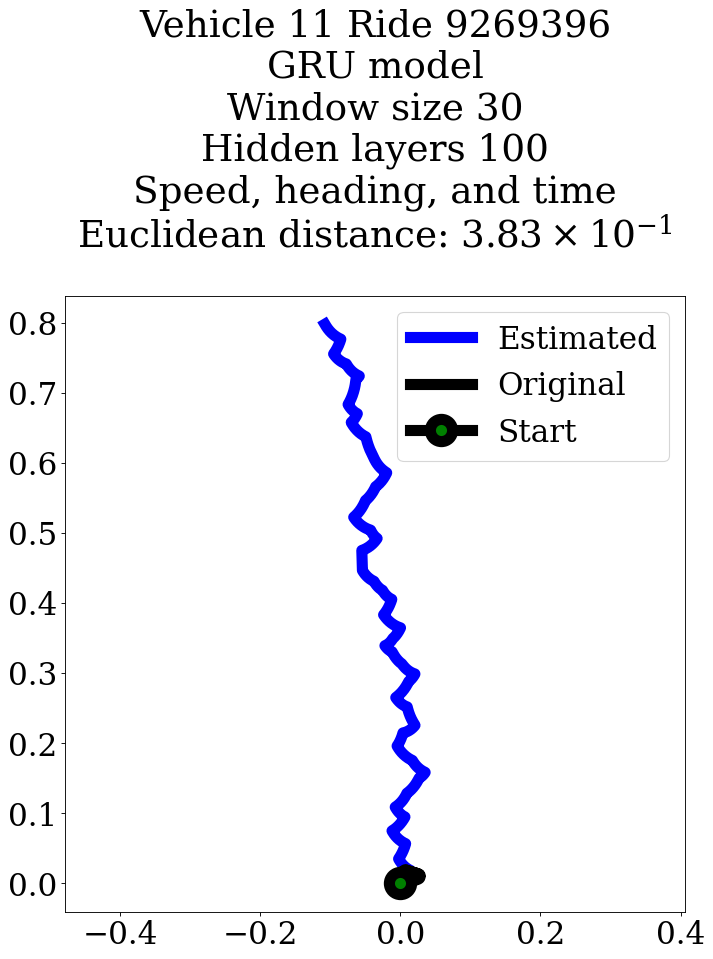 Vehicle 11 Ride 9269396
GRU model
Window size 30
Hidden layers 100
Speed, heading, and time
Euclidean distance: 3.83 × 10⁻¹
Estimated
Original
Start
0.8
0.7
0.6
0.5
0.4
0.3
0.2
0.1
0.0
−0.4 −0.2 0.0 0.2 0.4